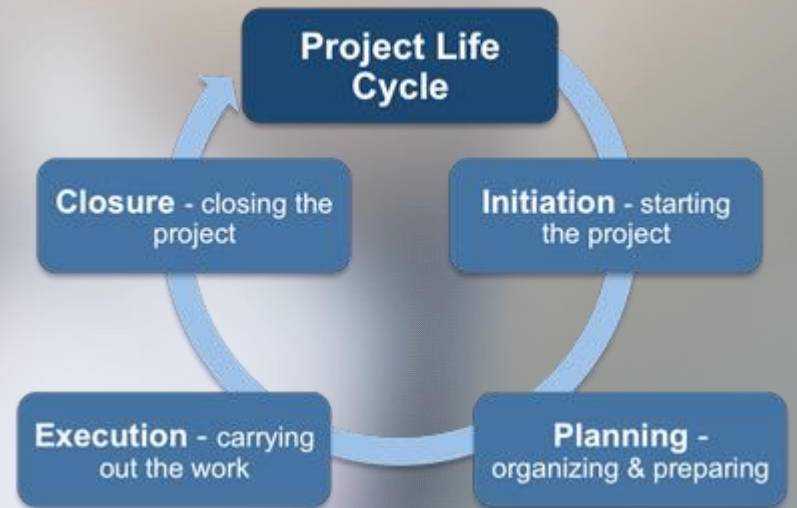 Project Life
Cycle
Initiation - starting
the project
Planning -
organizing & preparing
Execution - carrying
out the work
Closure - closing the
project